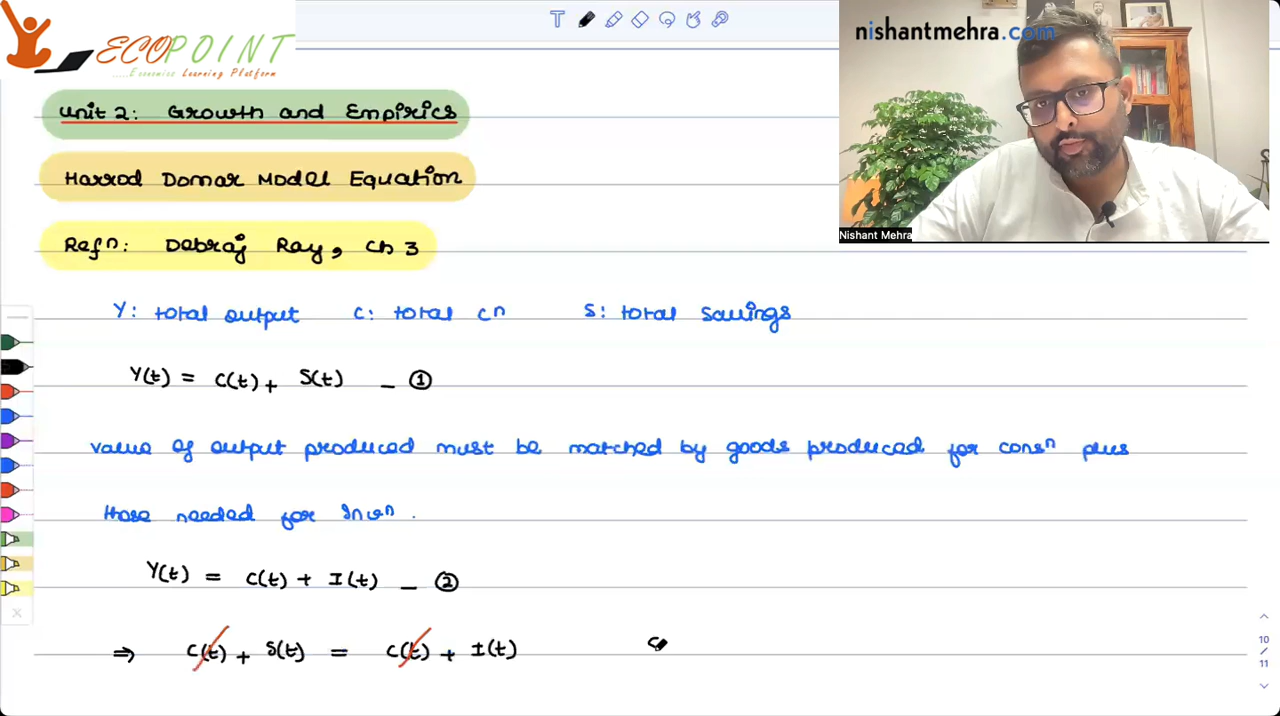 ECOPOINT
.....Economics Learning Platform
nishantmehra.com
Nishant Mehra
Unit 2: Growth and Empirics
Harrod Domar Model Equation
Refⁿ: Debraj Ray, Ch 3
Y: total output C: total cⁿ S: total savings
Y(t) = C(t) + S(t) — ①
value of output produced must be matched by goods produced for consⁿ plus
those needed for Invⁿ.
Y(t) = C(t) + I(t) — ②
⇒ C(t) + S(t) = C(t) + I(t)
10
/
11